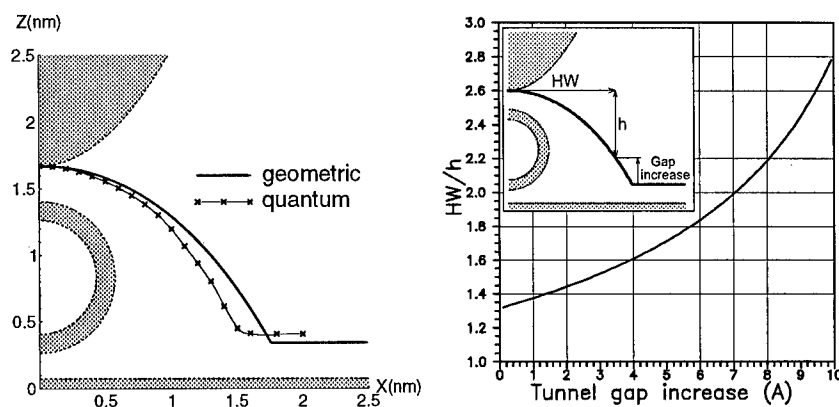 Z(nm)
2.5
2
1.5
1
0.5
0
geometric
quantum
0.5
1.0
1.5
2.0
2.5
X(nm)
HW/h
3.0
2.8
2.6
2.4
2.2
2.0
1.8
1.6
1.4
1.2
1.0
HW
h
Gap
increase
0 1 2 3 4 5 6 7 8 9 10
Tunnel gap increase (A)